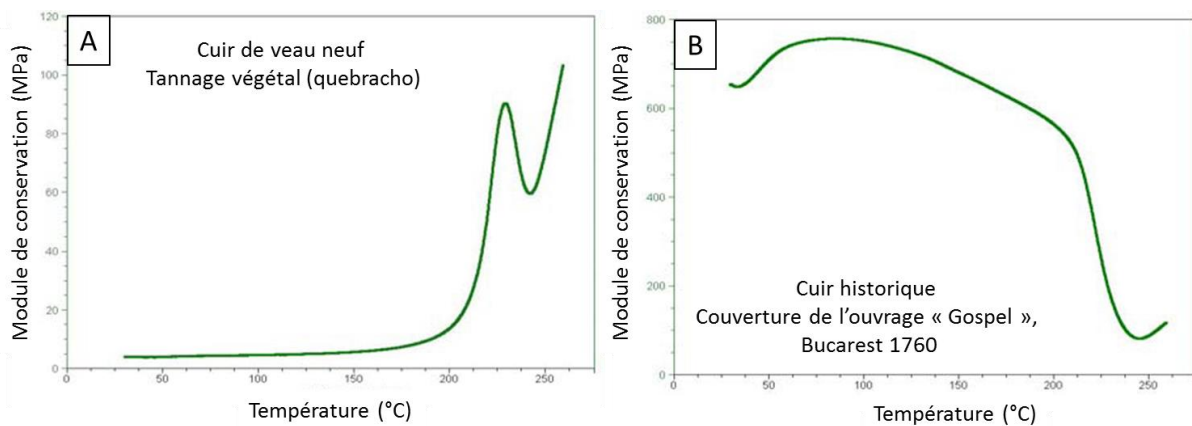 A
Cuir de veau neuf
Tannage végétal (quebracho)
Module de conservation (MPa)
120
100
80
60
40
20
0
0
50
100
150
200
250
Température (°C)
B
Cuir historique
Couverture de l’ouvrage « Gospel »,
Bucarest 1760
Module de conservation (MPa)
800
600
400
200
0
0
50
100
150
200
250
Température (°C)